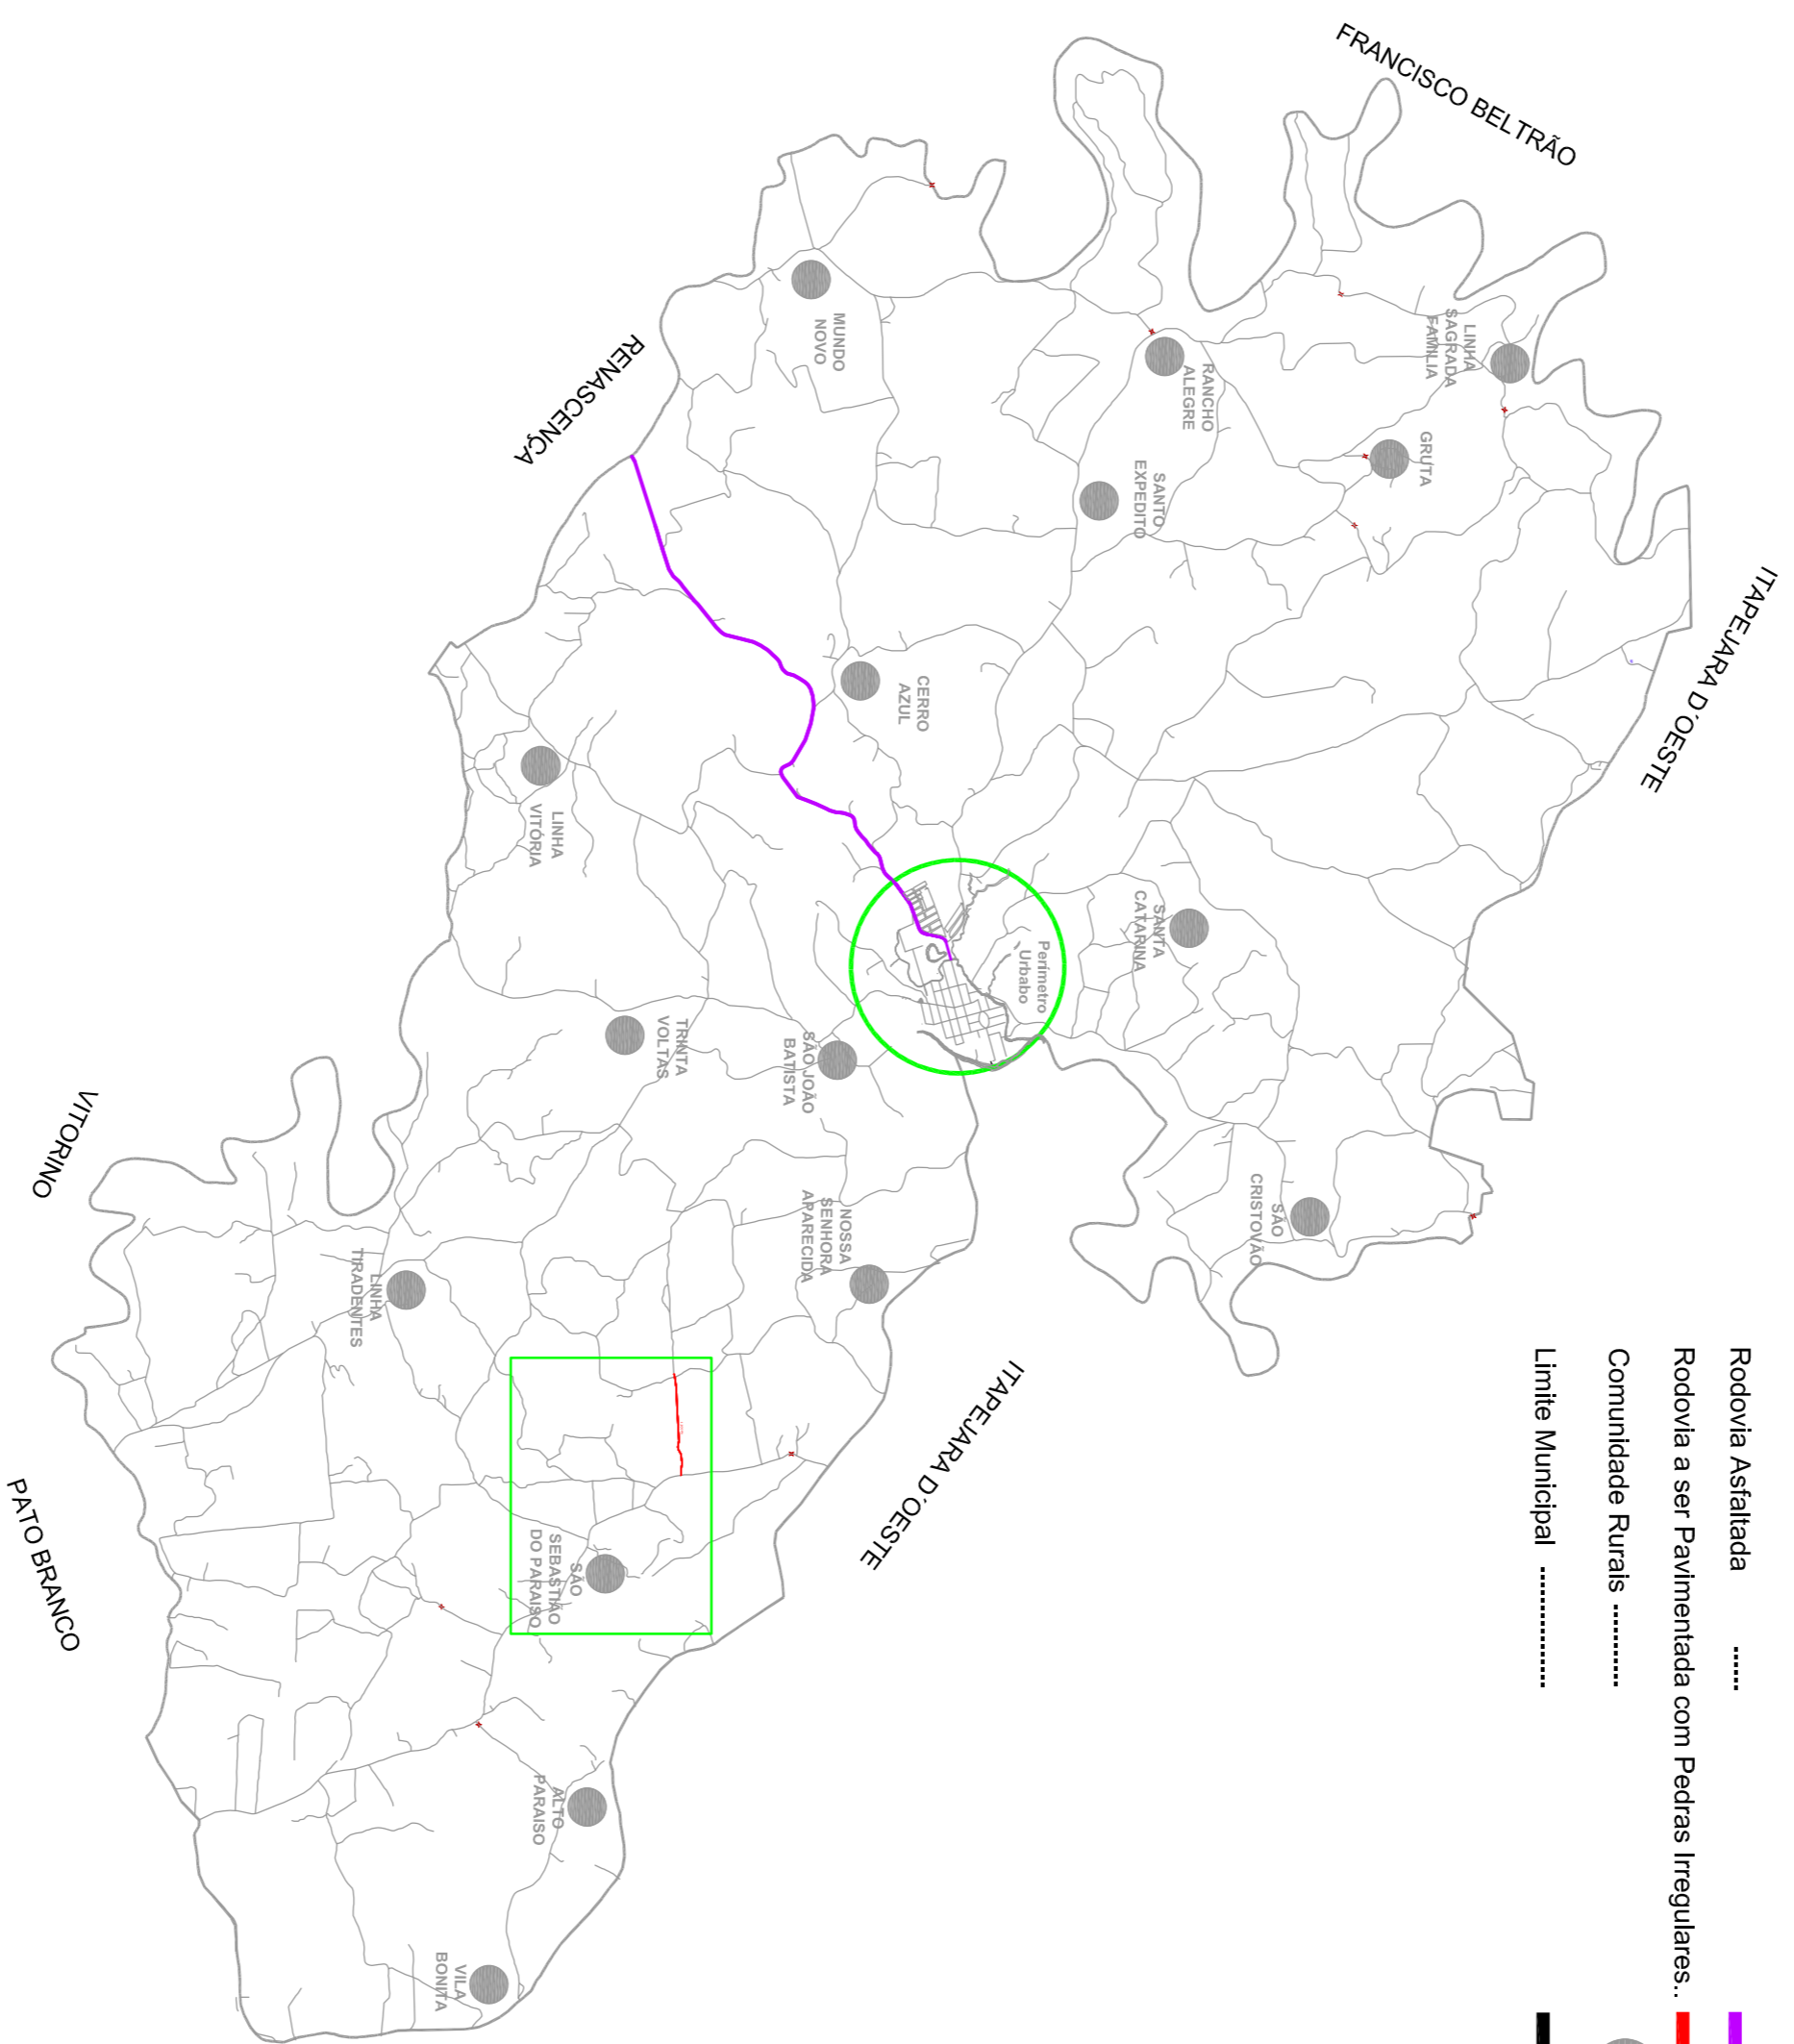 FRANCISCO BELTRÃO
ITAPEJARA D´OESTE
LINHA
SAGRADA
FAMILIA
GRUTA
RANCHO
ALEGRE
SANTO
EXPEDITO
MUNDO
NOVO
RENASCENÇA
CERRO
AZUL
LINHA
VITÓRIA
SANTA
CATARINA
Perímetro
Urbabo
SÃO JOÃO
BATISTA
TRINTA
VOLTAS
SÃO
CRISTOVÃO
NOSSA
SENHORA
APARECIDA
LINHA
TIRADENTES
VITORINO
ITAPEJARA D´OESTE
SÃO
SEBASTIÃO
DO PARAISO
PATO BRANCO
ALTO
PARAISO
VILA
BONITA
Rodovia Asfaltada ------
Rodovia a ser Pavimentada com Pedras Irregulares..
Comunidade Rurais ----------
Limite Municipal --------------